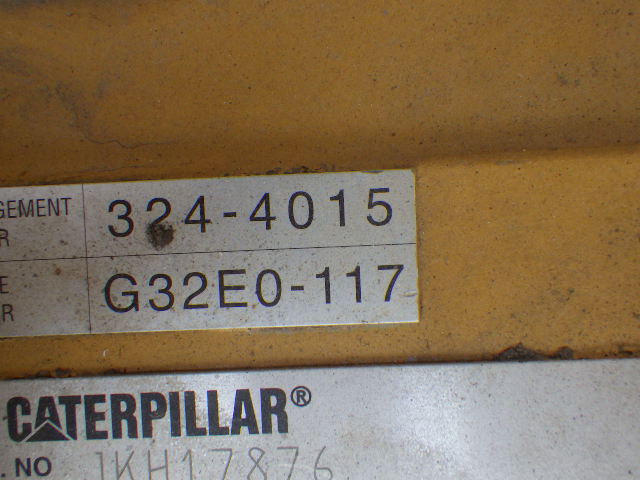 GEMENT 324-4015
R
E G32E0-117
R
CATERPILLAR®
. NO 1KH17876